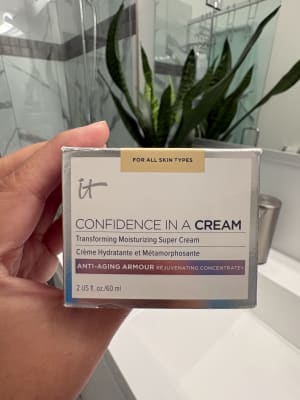 FOR ALL SKIN TYPES
it
CONFIDENCE IN A CREAM
Transforming Moisturizing Super Cream
Crème Hydratante et Métamorphosante
ANTI-AGING ARMOUR REJUVENATING CONCENTRATE+
2 US fl. oz./60 ml